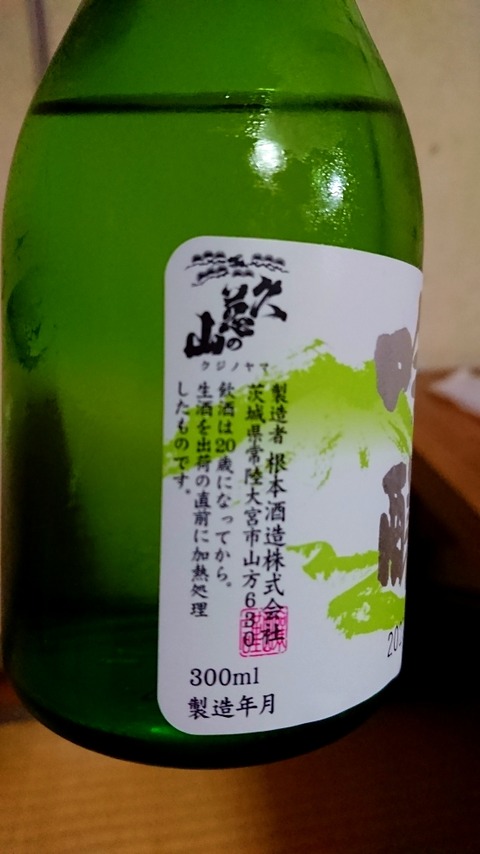 久慈の山
クジノヤマ
製造者 根本酒造株式会社
茨城県常陸大宮市山方630
飲酒は20歳になってから。
生酒を出荷の直前に加熱処理
したものです。
300ml
製造年月